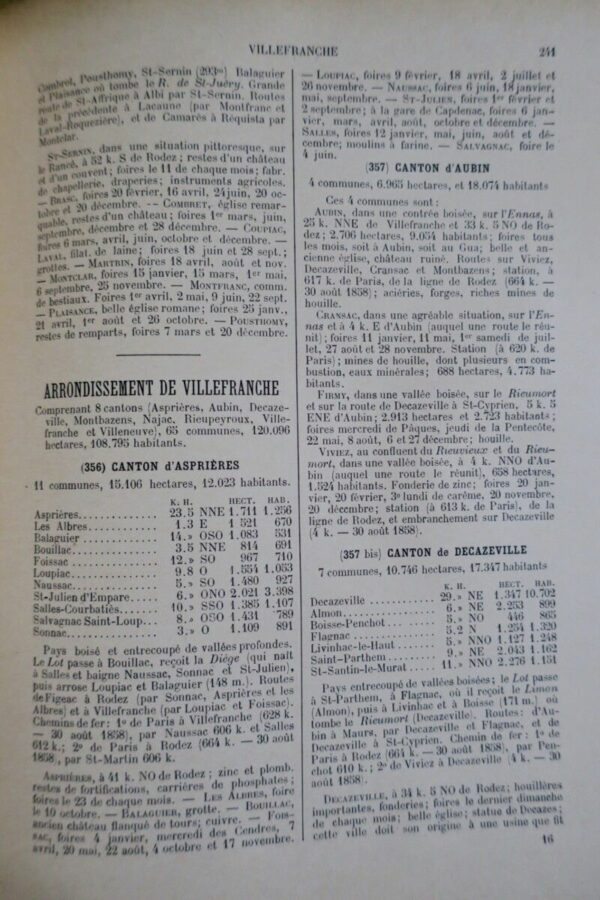 VILLEFRANCHE
241
Combret, Pousthomy, St-Sernin (293m) Balaguier
et Plaisance où tombe le R. de St-Juéry. Grande
route de St-Affrique à Albi par St-Sernin. Routes
de la précédente à Lacaune (par Montfranc et
Laval-Roquezière), et de Camarès à Réquista par
Montclar.
St-Sernin, dans une situation pittoresque, sur
le Rancé, à 52 k. S de Rodez; restes d'un château
et d'un couvent; foires le 11 de chaque mois; fabr.
de chapellerie, draperies; instruments agricoles.
— Brasc, foires 20 février, 16 avril, 24 juin, 20 oc-
tobre et 20 décembre. — Combret, église remar-
quable, restes d'un château; foires 1er mars, juin,
septembre, décembre et 28 décembre. — Coupiac,
foires 6 mars, avril, juin, octobre et décembre. —
Laval, filat. de laine; foires 18 juin et 28 sept.;
grottes. — Martrin, foires 18 avril, août et nov.
— Montclar, foires 15 janvier, 15 mars, 1er mai,
6 septembre, 25 novembre. — Montfranc, comm.
de bestiaux. Foires 1er avril, 2 mai, 9 juin, 22 sept.
— Plaisance, belle église romane; foires 25 janv.,
21 avril, 1er août et 26 octobre. — Pousthomy,
restes de remparts, foires 7 mars et 20 décembre.
ARRONDISSEMENT DE VILLEFRANCHE
Comprenant 8 cantons (Asprières, Aubin, Decaze-
ville, Montbazens, Najac, Rieupeyroux, Ville-
franche et Villeneuve), 65 communes, 120.096
hectares, 108.795 habitants.
(356) CANTON d'ASPRIÈRES
11 communes, 15.106 hectares, 12.023 habitants.
K. H. HECT. HAB.
Asprières 23.5 NNE 1.711 1.256
Les Albres 1.3 E 1 521 670
Balaguier 14.» OSO 1.083 531
Bouillac 3.5 NNE 814 691
Foissac 12.» SO 967 710
Loupiac 9.8 O 1.554 1.053
Naussac 5.» SO 1.480 927
St-Julien d'Empare 6.» ONO 2.021 3.398
Salles-Courbatiès 10.» SSO 1.385 1.107
Salvagnac Saint-Loup 8.» OSO 1.431 789
Sonnac 3.» O 1.109 891
Pays boisé et entrecoupé de vallées profondes.
Le Lot passe à Bouillac, reçoit la Diège (qui naît
à Salles et baigne Naussac, Sonnac et St-Julien),
puis arrose Loupiac et Balaguier (148 m.). Routes
de Figeac à Rodez (par Sonnac, Asprières et les
Albres) et à Villefranche (par Loupiac et Foissac).
Chemins de fer: 1° de Paris à Villefranche (628 k.
— 30 août 1858), par Naussac 606 k. et Salles
612 k.; 2° de Paris à Rodez (664 k. — 30 août
1858), par St-Martin 606 k.
Asprières, à 41 k. NO de Rodez; zinc et plomb.
restes de fortifications, carrières de phosphates;
foires le 23 de chaque mois. — Les Albres, foire
le 10 octobre. — Balaguier, grotte. — Bouillac,
ancien château flanqué de tours; cuivre. — Fois-
sac, foires 4 janvier, mercredi des Cendres, 7
avril, 20 mai, 22 août, 4 octobre et 17 novembre.
— Loupiac, foires 9 février, 18 avril, 2 juillet et
26 novembre. — Naussac, foires 6 juin, 18 janvier,
mai, septembre. — St-Julien, foires 1er février et
2 septembre; à la gare de Capdenac, foires 6 jan-
vier, mars, avril, août, octobre et décembre. —
Salles, foires 12 janvier, mai, juin, août et dé-
cembre; moulins à farine. — Salvagnac, foire le
4 juin.
(357) CANTON d'AUBIN
4 communes, 6.965 hectares, et 18.074 habitants
Ces 4 communes sont:
Aubin, dans une contrée boisée, sur l'Ennas, à
25 k. NNE de Villefranche et 33 k. 5 NO de Ro-
dez; 2.706 hectares, 9.054 habitants; foires tous
les mois, soit à Aubin, soit au Gua; belle et an-
cienne église, château ruiné. Routes sur Viviez,
Decazeville, Cransac et Montbazens; station, à
617 k. de Paris, de la ligne de Rodez (664 k. —
30 août 1858); aciéries, forges, riches mines de
houille.
Cransac, dans une agréable situation, sur l'En-
nas et à 4 k. E d'Aubin (auquel une route le réu-
nit); foires 11 janvier, 11 mai, 1er samedi de juil-
let, 27 août et 28 novembre. Station (à 620 k. de
Paris); mines de houille, dont plusieurs en com-
bustion, eaux minérales; 688 hectares, 4.773 ha-
bitants.
Firmy, dans une vallée boisée, sur le Rieumort
et sur la route de Decazeville à St-Cyprien, 5 k. 5
ENE d'Aubin; 2.913 hectares et 2.723 habitants;
foires mercredi de Pâques, jeudi de la Pentecôte,
22 mai, 8 août, 6 et 27 décembre; houille.
Viviez, au confluent du Rieuvieux et du Rieu-
mort, dans une vallée boisée, à 4 k. NNO d'Au-
bin (auquel une route le réunit), 658 hectares,
1.524 habitants. Fonderie de zinc; foires 20 jan-
vier, 20 février, 3e lundi de carême, 20 novembre,
20 décembre; station (à 613 k. de Paris), de la
ligne de Rodez, et embranchement sur Decazeville
(4 k. — 30 août 1858).
(357 bis) CANTON de DECAZEVILLE
7 communes, 10.746 hectares, 17.347 habitants
K. H. HECT. HAB.
Decazeville 29.» NE 1.347 10.702
Almon 6.» NE 2.253 899
Boisse-Penchot 5.» NO 446 865
Flagnac 5.2 N 1.254 1.320
Livinhac-le-Haut 5.» NNO 1.127 1.248
Saint-Parthem 9.» NE 2.043 1.162
St-Santin-le-Murat 11.» NNO 2.276 1.151
Pays entrecoupé de vallées boisées; le Lot passe
à St-Parthem, à Flagnac, où il reçoit le Limon
(Almon), puis à Livinhac et à Boisse (171 m.) où
tombe le Rieumort (Decazeville). Routes: d'Au-
bin à Maurs, par Decazeville et Flagnac, et de
Decazeville à St-Cyprien. Chemin de fer: 1° de
Paris à Rodez (664 k. — 30 août 1858), par Pen-
chot 610 k.; 2° de Viviez à Decazeville (4 k. — 30
août 1858).
Decazeville, à 34 k. 5 NO de Rodez; houillères
importantes, fonderies; foires le dernier dimanche
de chaque mois; belle église; statue de Decazes;
cette ville doit son origine à une usine que fit
16